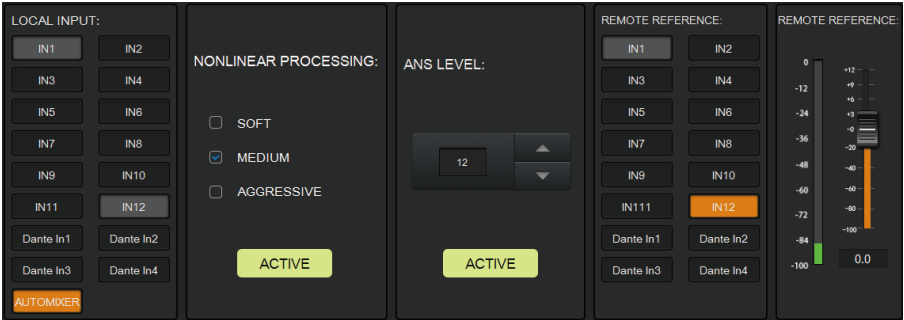 LOCAL INPUT:
IN1 IN2
IN3 IN4
IN5 IN6
IN7 IN8
IN9 IN10
IN11 IN12
Dante In1 Dante In2
Dante In3 Dante In4
AUTOMIXER
NONLINEAR PROCESSING:
SOFT
MEDIUM
AGGRESSIVE
ACTIVE
ANS LEVEL:
12
ACTIVE
REMOTE REFERENCE:
IN1 IN2
IN3 IN4
IN5 IN6
IN7 IN8
IN9 IN10
IN111 IN12
Dante In1 Dante In2
Dante In3 Dante In4
REMOTE REFERENCE:
0
-12
-24
-36
-48
-60
-72
-84
-100
+12
+9
+6
+3
-0
-20
-40
-60
-80
-100
0.0